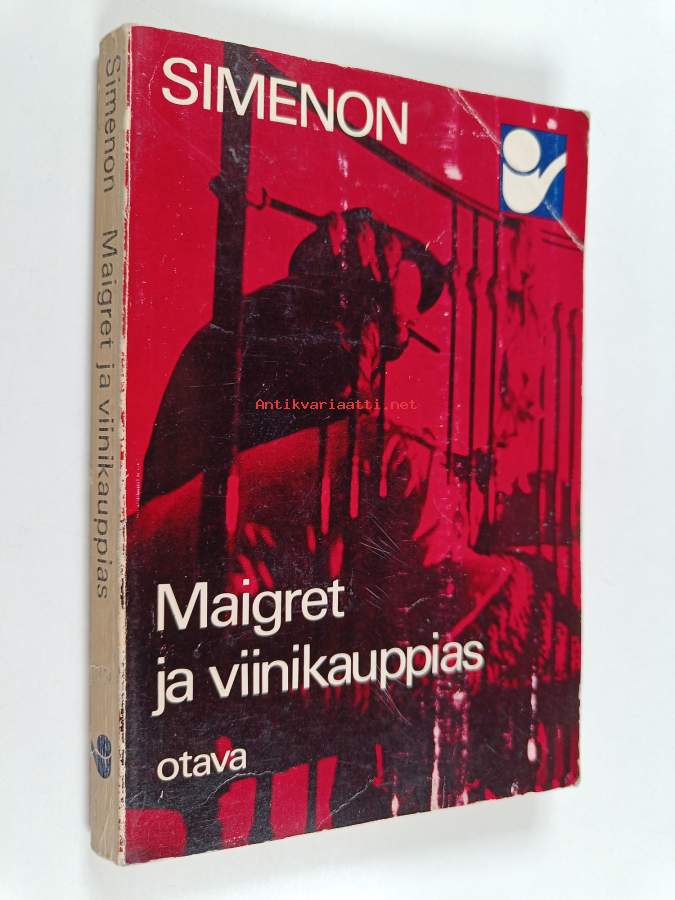 SIMENON
Maigret
ja viinikauppias
otava
Simenon Maigret ja viinikauppias
Antikvariaatti.net